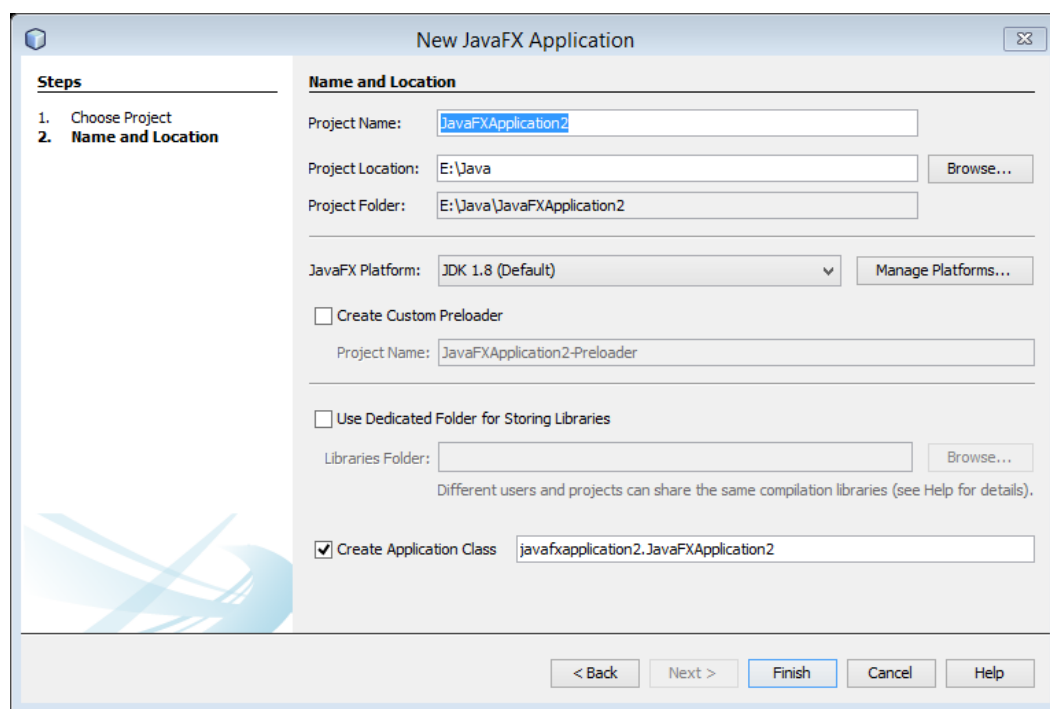 New JavaFX Application
Steps
1. Choose Project
2. Name and Location
Name and Location
Project Name: JavaFXApplication2
Project Location: E:\Java Browse...
Project Folder: E:\Java\JavaFXApplication2
JavaFX Platform: JDK 1.8 (Default) Manage Platforms...
Create Custom Preloader
Project Name: JavaFXApplication2-Preloader
Use Dedicated Folder for Storing Libraries
Libraries Folder: Browse...
Different users and projects can share the same compilation libraries (see Help for details).
Create Application Class javafxapplication2.JavaFXApplication2
< Back Next > Finish Cancel Help